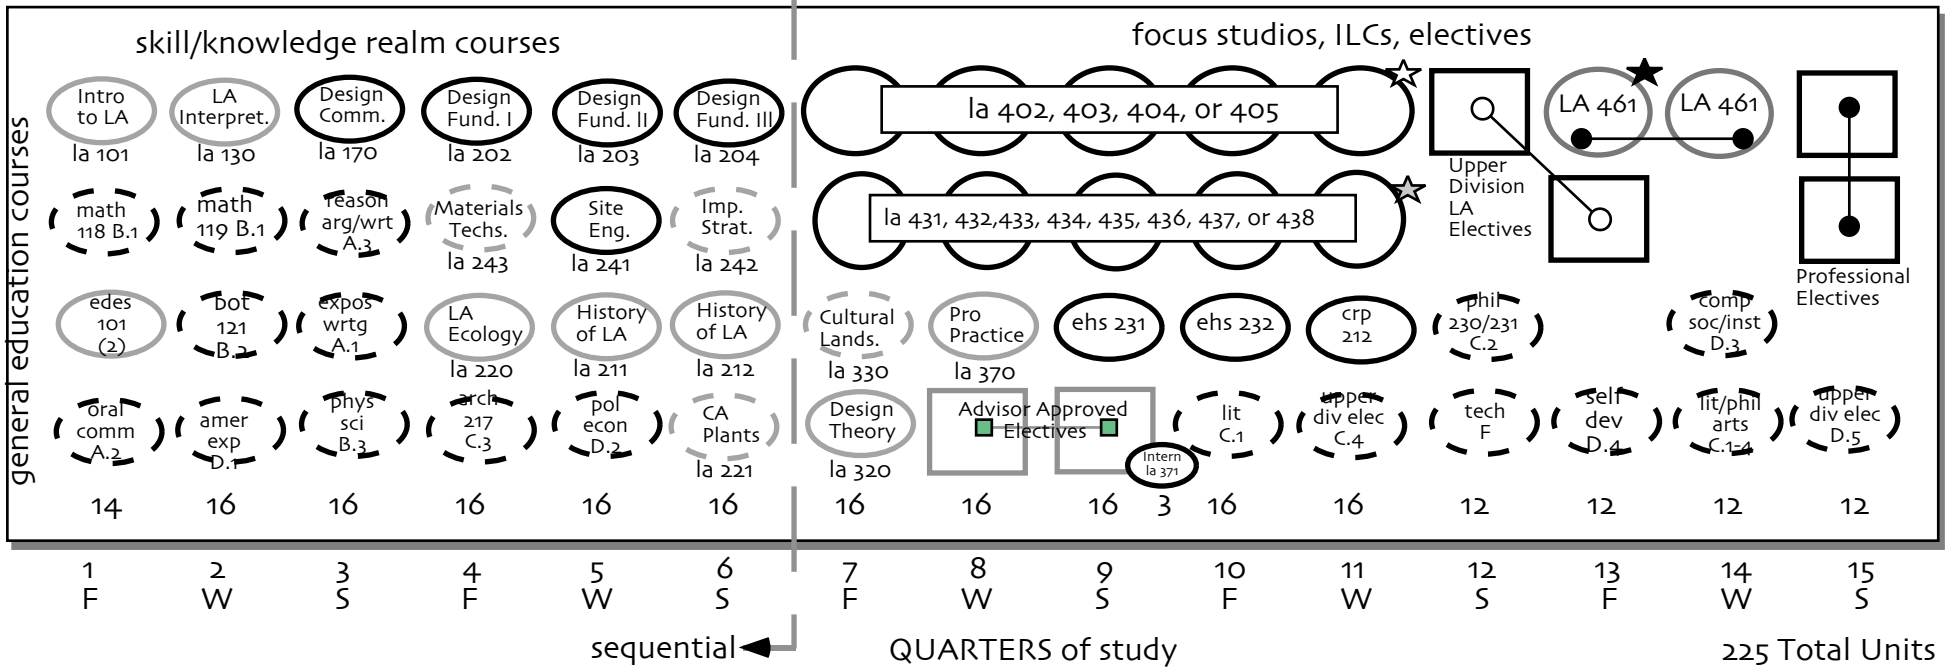 skill/knowledge realm courses
focus studios, ILCs, electives
general education courses
Intro
to LA
la 101
LA
Interpret.
la 130
Design
Comm.
la 170
Design
Fund. I
la 202
Design
Fund. II
la 203
Design
Fund. III
la 204
la 402, 403, 404, or 405
LA 461
LA 461
Upper
Division
LA
Electives
math
118 B.1
math
119 B.1
reason
arg/wrt
A.3
Materials
Techs.
la 243
Site
Eng.
la 241
Imp.
Strat.
la 242
la 431, 432,433, 434, 435, 436, 437, or 438
Professional
Electives
edes
101
(2)
bot
121
B.2
expos
wrtg
A.1
LA
Ecology
la 220
History
of LA
la 211
History
of LA
la 212
Cultural
Lands.
la 330
Pro
Practice
la 370
ehs 231
ehs 232
crp
212
phil
230/231
C.2
comp
soc/inst
D.3
oral
comm
A.2
amer
exp
D.1
phys
sci
B.3
arch
217
C.3
pol
econ
D.2
CA
Plants
la 221
Design
Theory
la 320
Advisor Approved
Electives
Intern
la 371
lit
C.1
upper
div elec
C.4
tech
F
self
dev
D.4
lit/phil
arts
C.1-4
upper
div elec
D.5
14 16 16 16 16 16 16 16 16 3 16 16 12 12 12 12
1 2 3 4 5 6 7 8 9 10 11 12 13 14 15
F W S F W S F W S F W S F W S
sequential
QUARTERS of study
225 Total Units